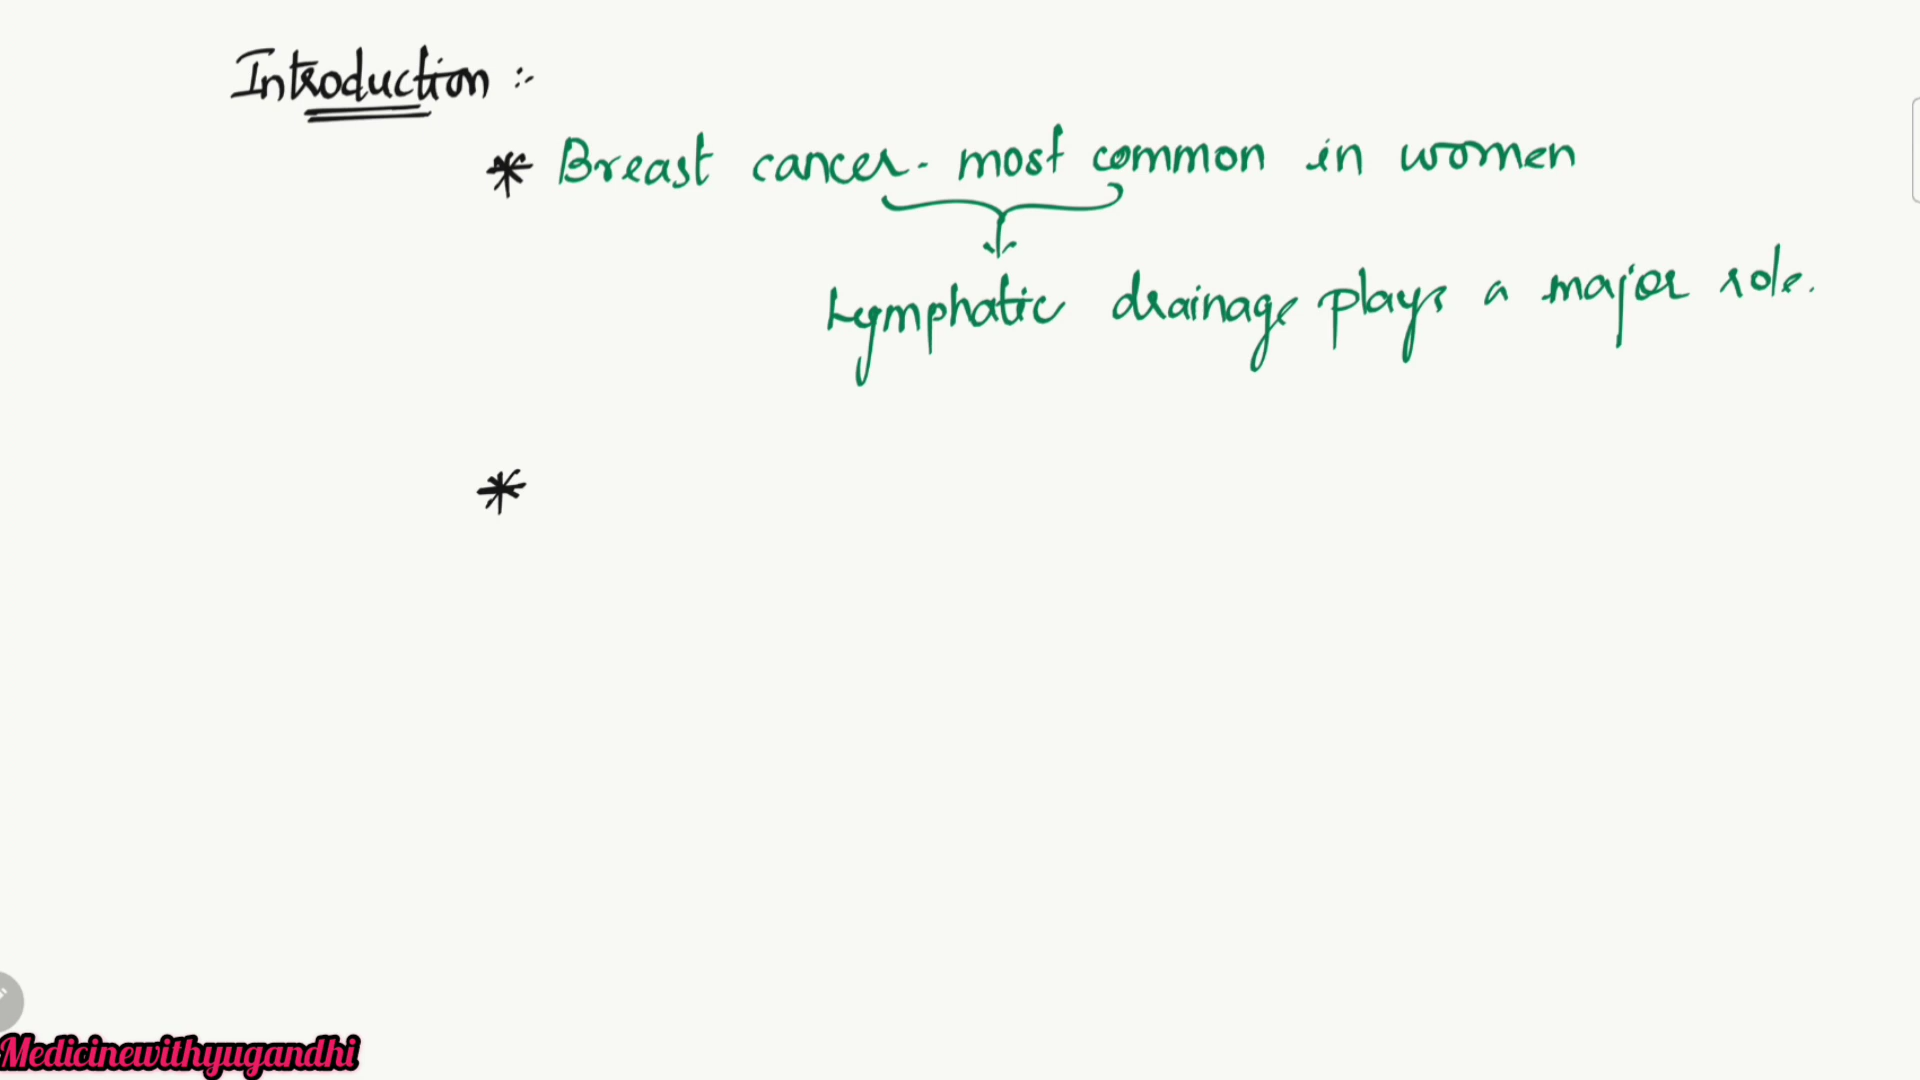 Introduction :-
* Breast cancer - most common in women
Lymphatic drainage plays a major role.
*
Medicinewithyugandhi